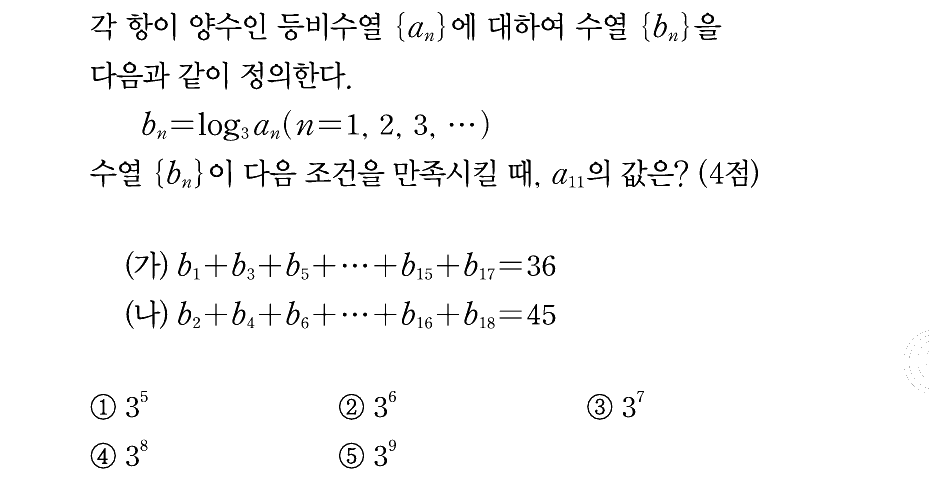 각 항이 양수인 등비수열 {aₙ}에 대하여 수열 {bₙ}을
다음과 같이 정의한다.
bₙ=log₃aₙ(n=1, 2, 3, ⋯)
수열 {bₙ}이 다음 조건을 만족시킬 때, a₁₁의 값은? (4점)
(가) b₁+b₃+b₅+⋯+b₁₅+b₁₇=36
(나) b₂+b₄+b₆+⋯+b₁₆+b₁₈=45
① 3⁵ ② 3⁶ ③ 3⁷
④ 3⁸ ⑤ 3⁹